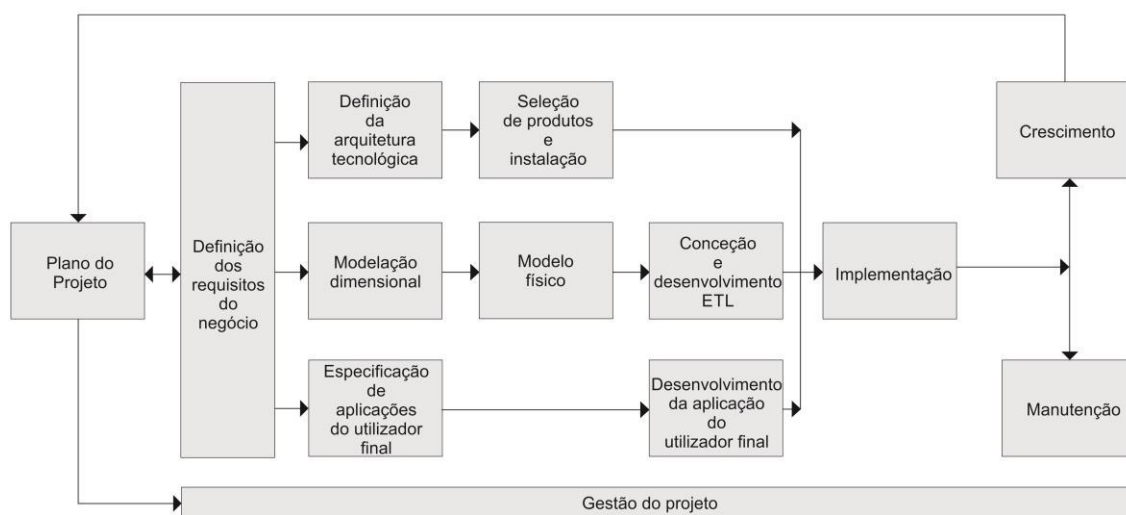 Plano do
Projeto
Definição
dos
requisitos
do
negócio
Definição
da
arquitetura
tecnológica
Seleção
de produtos
e
instalação
Modelação
dimensional
Modelo
físico
Conceção
e
desenvolvimento
ETL
Especificação
de
aplicações
do utilizador
final
Desenvolvimento
da aplicação
do
utilizador final
Implementação
Crescimento
Manutenção
Gestão do projeto